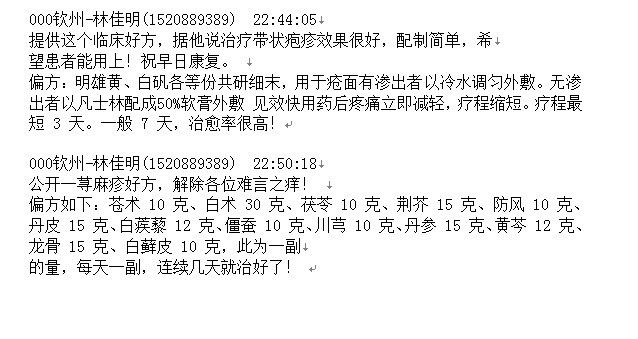 000钦州-林佳明(1520889389)  22:44:05↓
提供这个临床好方，据他说治疗带状疱疹效果很好，配制简单，希↓
望患者能用上！祝早日康复。 ↓
偏方：明雄黄、白矾各等份共研细末，用于疮面有渗出者以冷水调匀外敷。无渗
出者以凡士林配成50%软膏外敷 见效快用药后疼痛立即减轻，疗程缩短。疗程最
短 3 天。一般 7 天，治愈率很高！↵
000钦州-林佳明(1520889389)  22:50:18↓
公开一荨麻疹好方，解除各位难言之痒！ ↓
偏方如下：苍术 10 克、白术 30 克、茯苓 10 克、荆芥 15 克、防风 10 克、
丹皮 15 克、白蒺藜 12 克、僵蚕 10 克、川芎 10 克、丹参 15 克、黄芩 12 克、
龙骨 15 克、白藓皮 10 克，此为一副↓
的量，每天一副，连续几天就治好了！ ↵